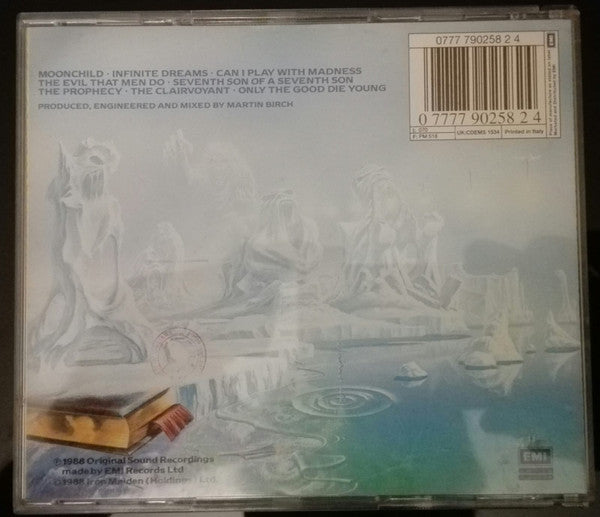 MOONCHILD · INFINITE DREAMS · CAN I PLAY WITH MADNESS
THE EVIL THAT MEN DO · SEVENTH SON OF A SEVENTH SON
THE PROPHECY · THE CLAIRVOYANT · ONLY THE GOOD DIE YOUNG
PRODUCED, ENGINEERED AND MIXED BY MARTIN BIRCH
0777 790258 2 4
0 7777 90258 2 4
UK:CDEMS 1534
Printed in Italy
F: PM 518
℗ 1988 Original Sound Recordings
made by EMI Records Ltd
© 1988 Iron Maiden (Holdings) Ltd.
EMI